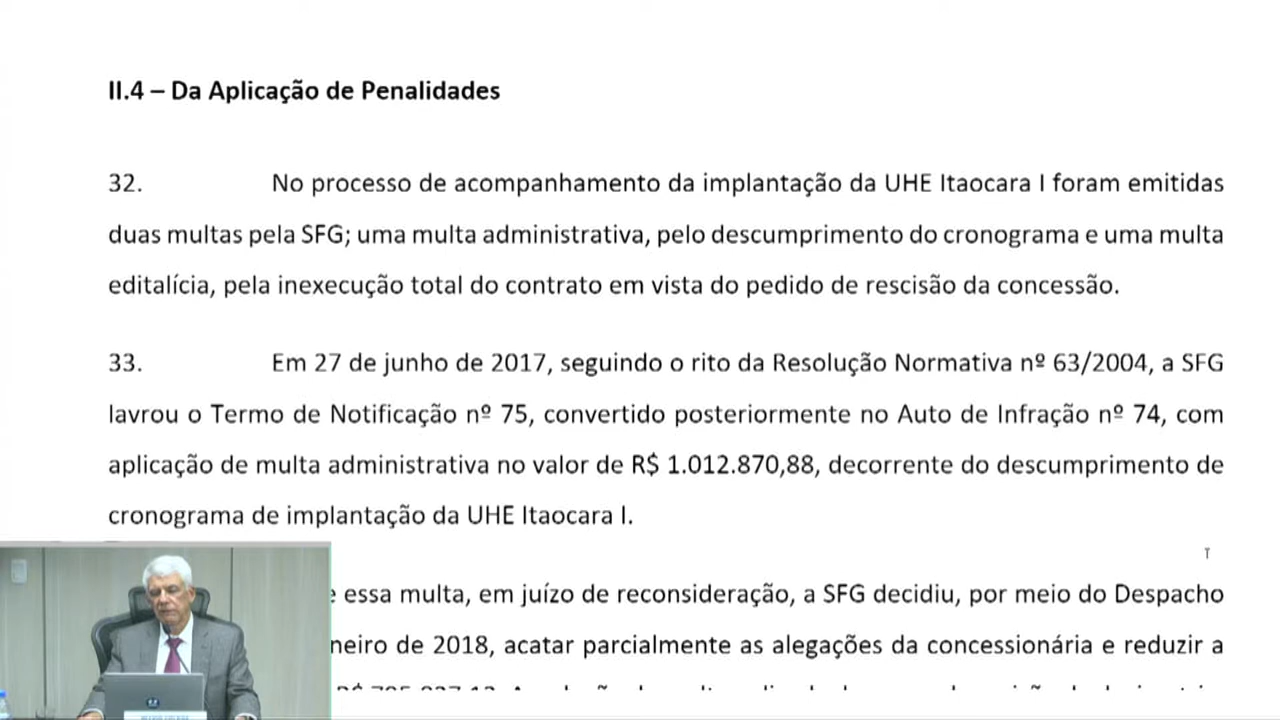 II.4 – Da Aplicação de Penalidades
32. No processo de acompanhamento da implantação da UHE Itaocara I foram emitidas
duas multas pela SFG; uma multa administrativa, pelo descumprimento do cronograma e uma multa
editalícia, pela inexecução total do contrato em vista do pedido de rescisão da concessão.
33. Em 27 de junho de 2017, seguindo o rito da Resolução Normativa nº 63/2004, a SFG
lavrou o Termo de Notificação nº 75, convertido posteriormente no Auto de Infração nº 74, com
aplicação de multa administrativa no valor de R$ 1.012.870,88, decorrente do descumprimento de
cronograma de implantação da UHE Itaocara I.
essa multa, em juízo de reconsideração, a SFG decidiu, por meio do Despacho
neiro de 2018, acatar parcialmente as alegações da concessionária e reduzir a